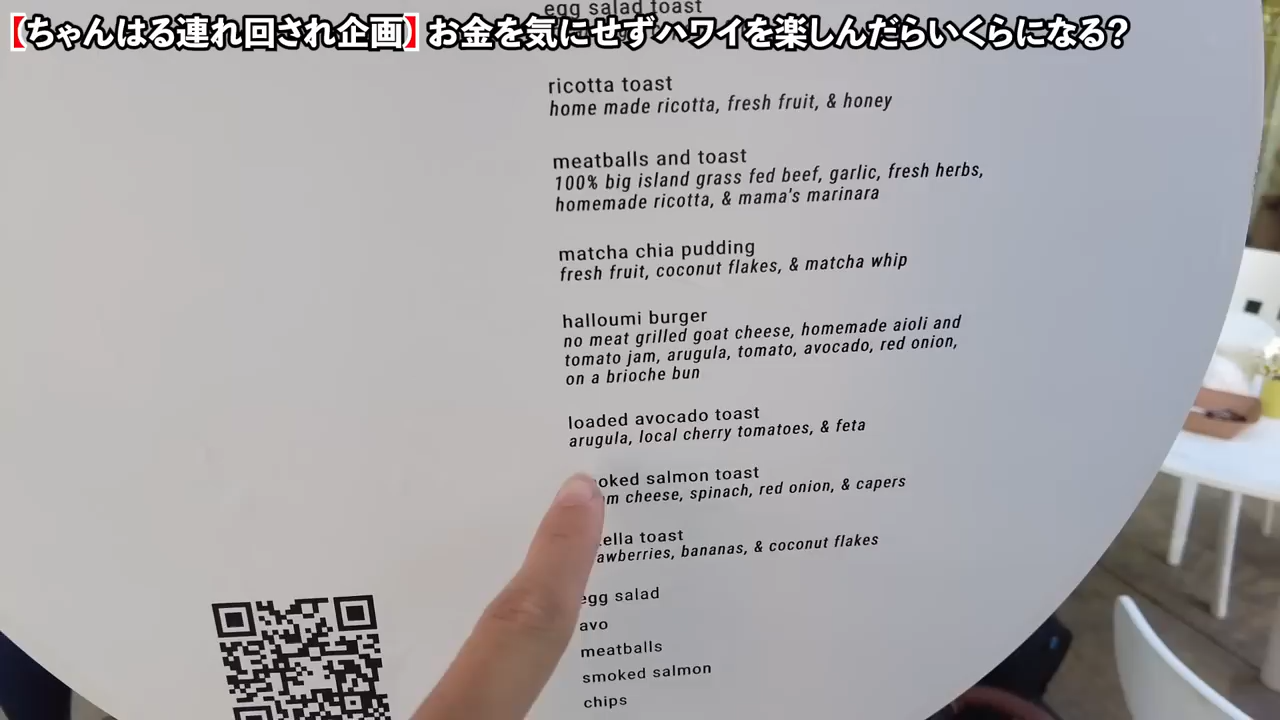 【ちゃんはる連れ回され企画】お金を気にせずハワイを楽しんだらいくらになる?
egg salad toast
ricotta toast
home made ricotta, fresh fruit, & honey
meatballs and toast
100% big island grass fed beef, garlic, fresh herbs,
homemade ricotta, & mama's marinara
matcha chia pudding
fresh fruit, coconut flakes, & matcha whip
halloumi burger
no meat grilled goat cheese, homemade aioli and
tomato jam, arugula, tomato, avocado, red onion,
on a brioche bun
loaded avocado toast
arugula, local cherry tomatoes, & feta
salmon toast
cheese, spinach, red onion, & capers
toast
bananas, & coconut flakes
egg salad
avo
meatballs
smoked salmon
chips